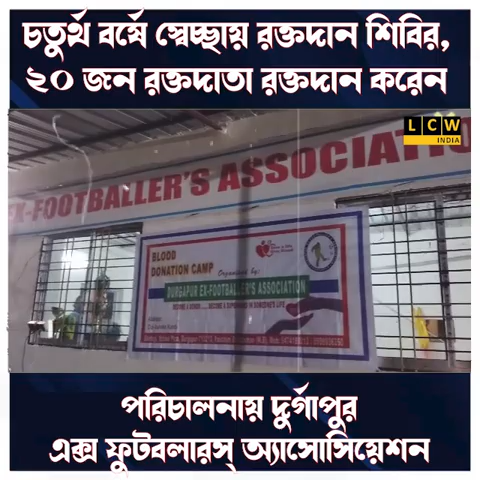 চতুর্থ বর্ষে স্বেচ্ছায় রক্তদান শিবির,
২০ জন রক্তদাতা রক্তদান করেন
LCW
INDIA
EX-FOOTBALLER'S ASSOCIATIO
BLOOD
DONATION CAMP
Organised by:
DURGAPUR EX-FOOTBALLER'S ASSOCIATION
পরিচালনায় দুর্গাপুর
এক্স ফুটবলারস্ অ্যাসোসিয়েশন